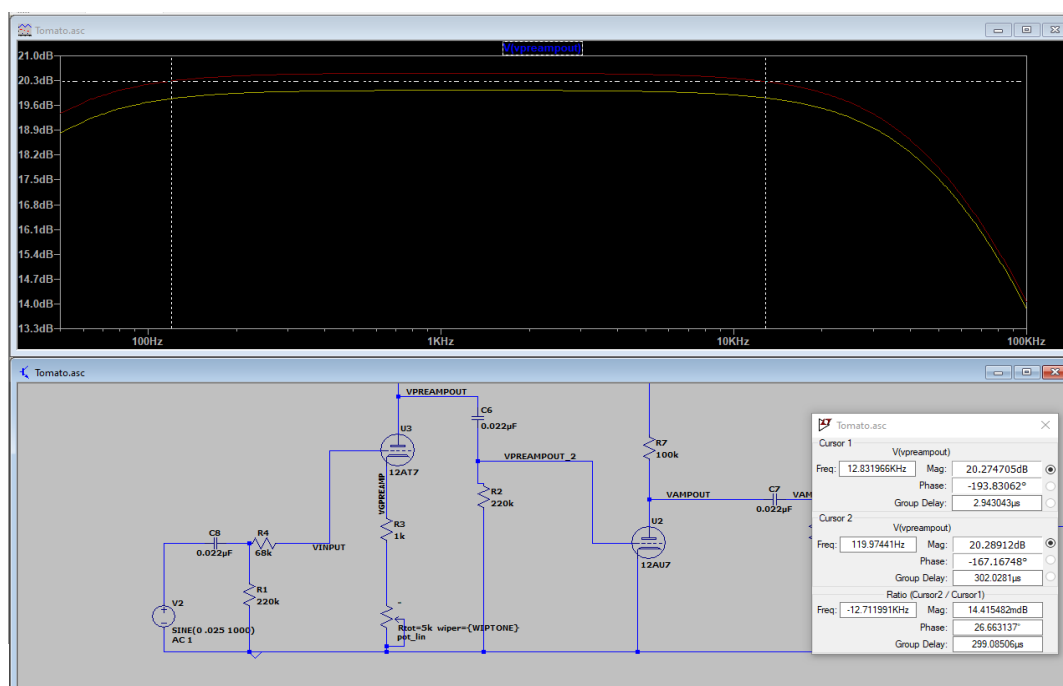 Tomato.asc
V(vpreampout)
21.0dB
20.3dB
19.6dB
18.9dB
18.2dB
17.5dB
16.8dB
16.1dB
15.4dB
14.7dB
14.0dB
13.3dB
100Hz 1KHz 10KHz 100KHz
Tomato.asc
VPREAMPOUT
C6
0.022µF
U3
12AT7
R7
100k
VPREAMPOUT_2
VGPREAMP
R2
220k
VAMPOUT
C7
0.022µF
VAM
U2
12AU7
C8
0.022µF
R4
68k
VINPUT
R3
1k
R1
220k
V2
SINE(0 .025 1000)
AC 1
Rtot=5k wiper={WIPTONE}
pot_lin
Tomato.asc
Cursor 1
V(vpreampout)
Freq: 12.831966KHz Mag: 20.274705dB
Phase: -193.83062°
Group Delay: 2.943043µs
Cursor 2
V(vpreampout)
Freq: 119.97441Hz Mag: 20.28912dB
Phase: -167.16748°
Group Delay: 302.0281µs
Ratio (Cursor2 / Cursor1)
Freq: -12.711991KHz Mag: 14.415482mdB
Phase: 26.663137°
Group Delay: 299.08506µs